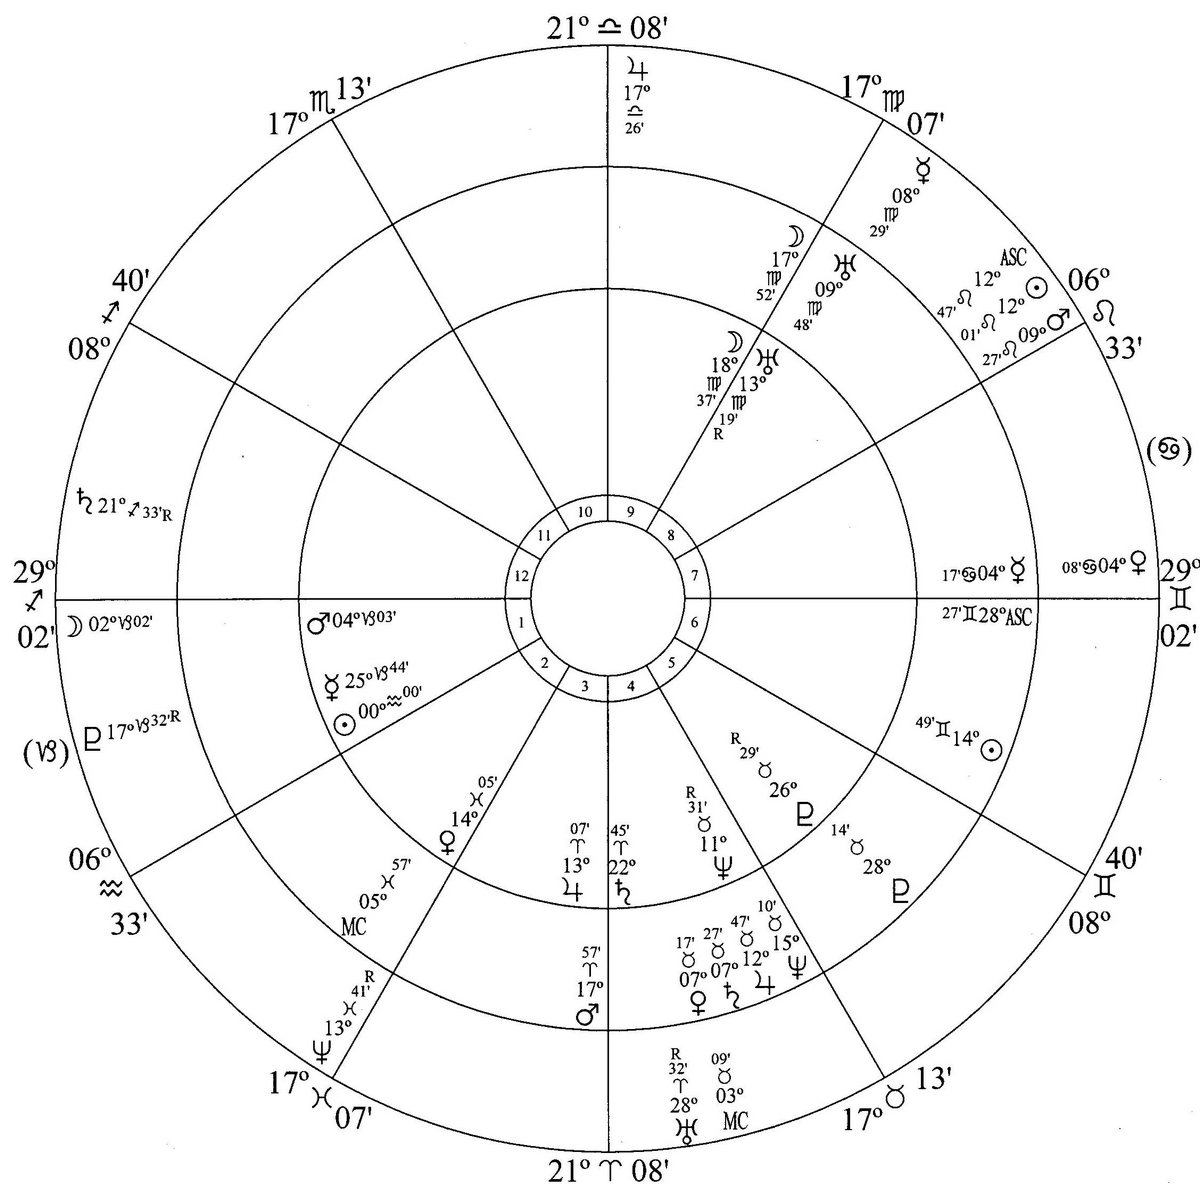 21° ♎ 08'
17° ♏ 13'
17° ♍ 07'
40' ♐ 08°
06° ♌ 33'
(♋)
29° ♐ 02'
29° ♊ 02'
(♑)
06° ♒ 33'
40' ♊ 08°
17° ♓ 07'
21° ♈ 08'
17° ♉ 13'
♃ 17° ♎ 26'
☿ 08° ♍ 29'
ASC 12° ♌ 47'
☉ 12° ♌ 01'
♂ 09° ♌ 27'
♀ 04° ♋ 08'
♄ 21° ♐ 33' R
☽ 02° ♑ 02'
♇ 17° ♑ 32' R
♆ 13° ♓ 41' R
♅ 28° ♈ 32' R
MC 03° ♉ 09'
☽ 17° ♍ 52'
♅ 09° ♍ 48'
☿ 04° ♋ 17'
ASC 28° ♊ 27'
☉ 14° ♊ 49'
♇ 28° ♉ 14'
♆ 15° ♉ 10'
♃ 12° ♉ 47'
♄ 07° ♉ 27'
♀ 07° ♉ 17'
♂ 17° ♈ 57'
MC 05° ♓ 57'
☽ 18° ♍ 37'
♅ 13° ♍ 19' R
♂ 04° ♑ 03'
☿ 25° ♑ 44'
☉ 00° ♒ 00'
♀ 14° ♓ 05'
♃ 13° ♈ 07'
♄ 22° ♈ 45'
♆ 11° ♉ 31' R
♇ 26° ♉ 29' R
1
2
3
4
5
6
7
8
9
10
11
12